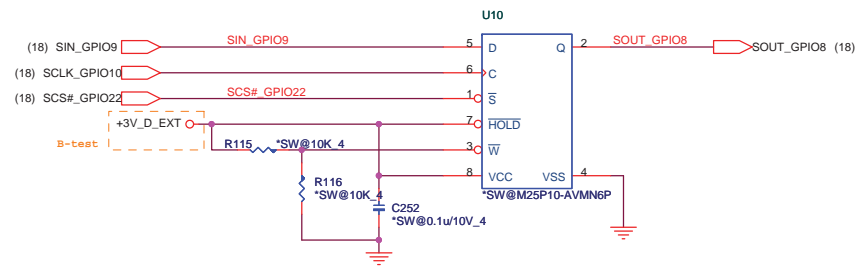 U10
(18) SIN_GPIO9 SIN_GPIO9 5 D Q 2 SOUT_GPIO8 SOUT_GPIO8 (18)
(18) SCLK_GPIO10 6 C
(18) SCS#_GPIO22 SCS#_GPIO22 1 S
+3V_D_EXT 7 HOLD
B-test R115 *SW@10K_4 3 W
8 VCC VSS 4
R116
*SW@10K_4 *SW@M25P10-AVMN6P
C252
*SW@0.1u/10V_4